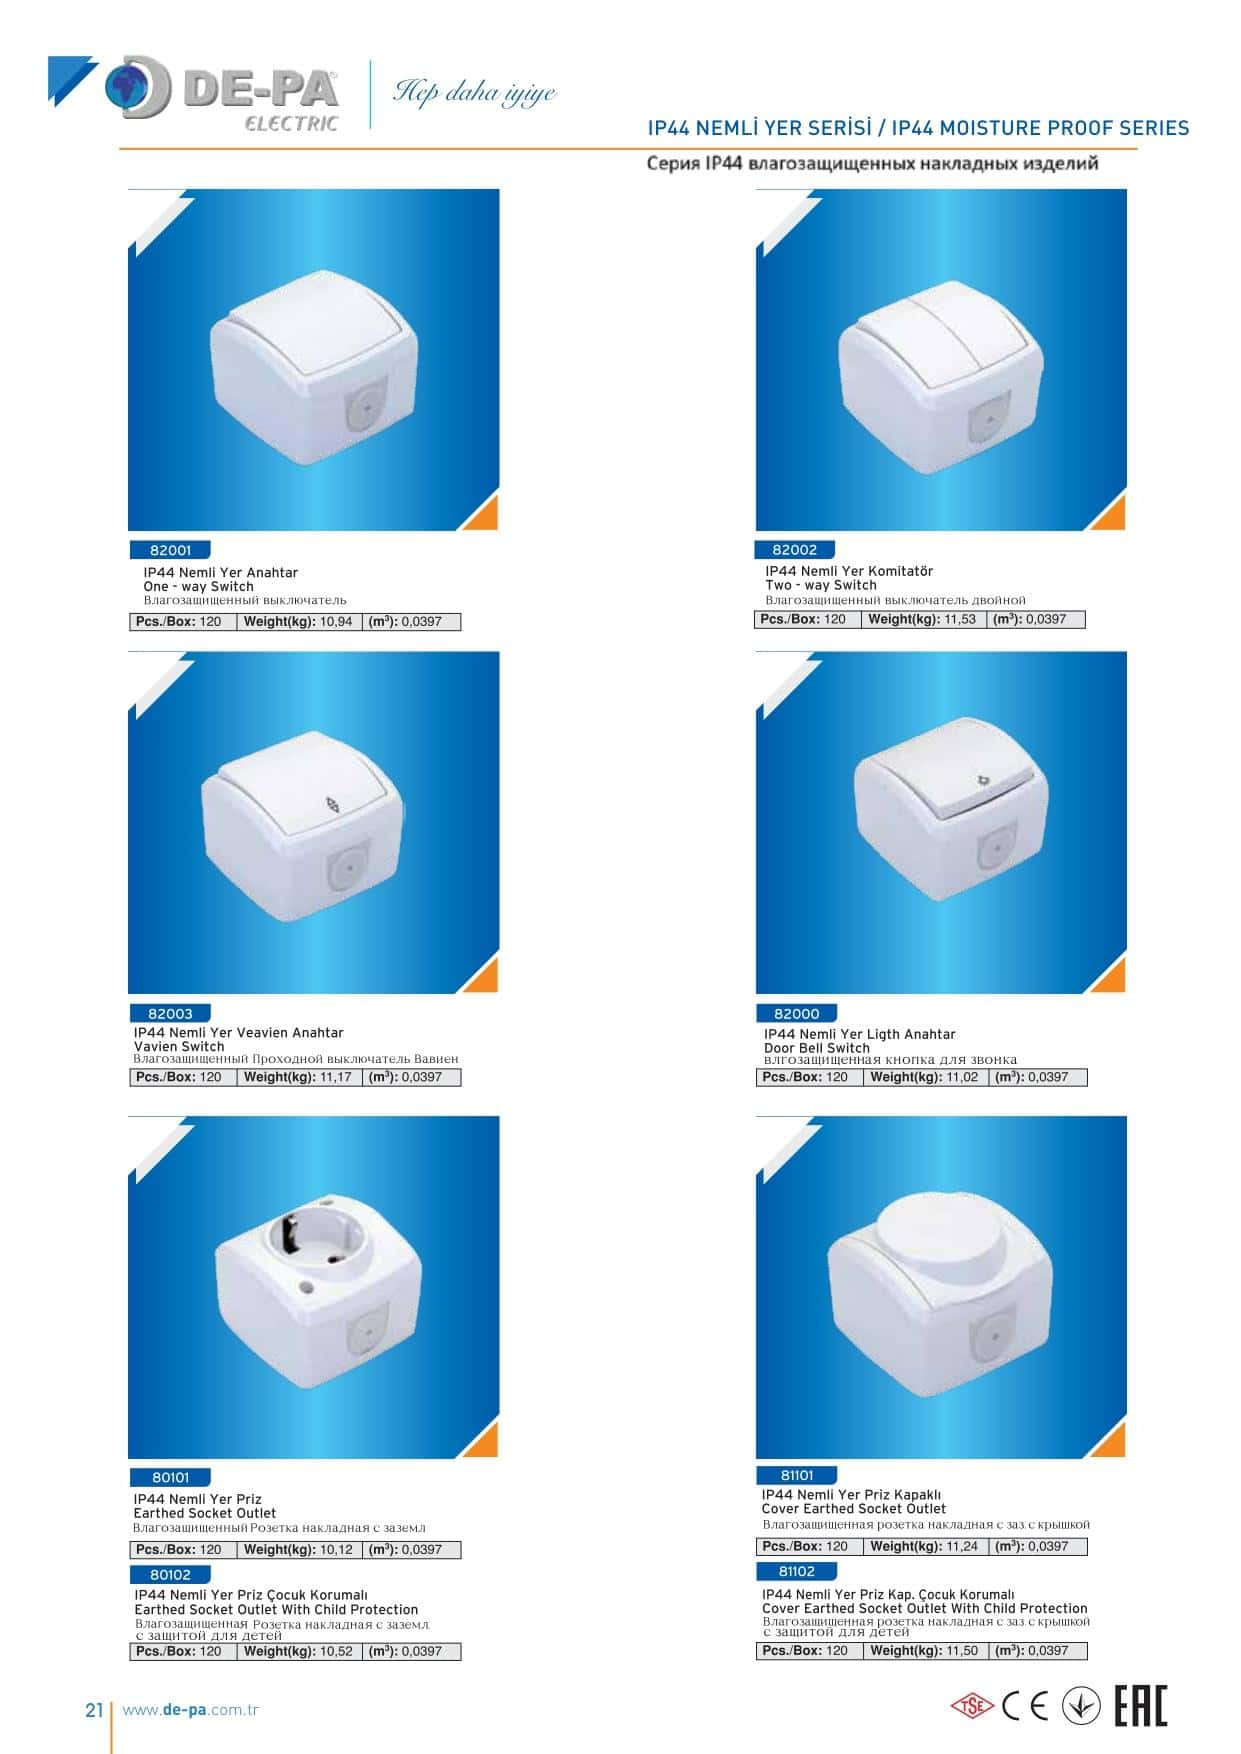 DE-PA®
ELECTRIC
Hep daha iyiye
IP44 NEMLİ YER SERİSİ / IP44 MOISTURE PROOF SERIES
Серия IP44 влагозащищенных накладных изделий
82001
IP44 Nemli Yer Anahtar
One - way Switch
Влагозащищенный выключатель
Pcs./Box: 120 Weight(kg): 10,94 (m³): 0,0397
82002
IP44 Nemli Yer Komitatör
Two - way Switch
Влагозащищенный выключатель двойной
Pcs./Box: 120 Weight(kg): 11,53 (m³): 0,0397
82003
IP44 Nemli Yer Veavien Anahtar
Vavien Switch
Влагозащищенный Проходной выключатель Вавиен
Pcs./Box: 120 Weight(kg): 11,17 (m³): 0,0397
82000
IP44 Nemli Yer Ligth Anahtar
Door Bell Switch
влгозащищенная кнопка для звонка
Pcs./Box: 120 Weight(kg): 11,02 (m³): 0,0397
80101
IP44 Nemli Yer Priz
Earthed Socket Outlet
Влагозащищенный Розетка накладная с заземл
Pcs./Box: 120 Weight(kg): 10,12 (m³): 0,0397
80102
IP44 Nemli Yer Priz Çocuk Korumalı
Earthed Socket Outlet With Child Protection
Влагозащищенная Розетка накладная с заземл.
с защитой для детей
Pcs./Box: 120 Weight(kg): 10,52 (m³): 0,0397
81101
IP44 Nemli Yer Priz Kapaklı
Cover Earthed Socket Outlet
Влагозащищенная розетка накладная с заз. с крышкой
Pcs./Box: 120 Weight(kg): 11,24 (m³): 0,0397
81102
IP44 Nemli Yer Priz Kap. Çocuk Korumalı
Cover Earthed Socket Outlet With Child Protection
Влагозащищенная розетка накладная с заз. с крышкой
с защитой для детей
Pcs./Box: 120 Weight(kg): 11,50 (m³): 0,0397
21 www.de-pa.com.tr
TSE CE EAC